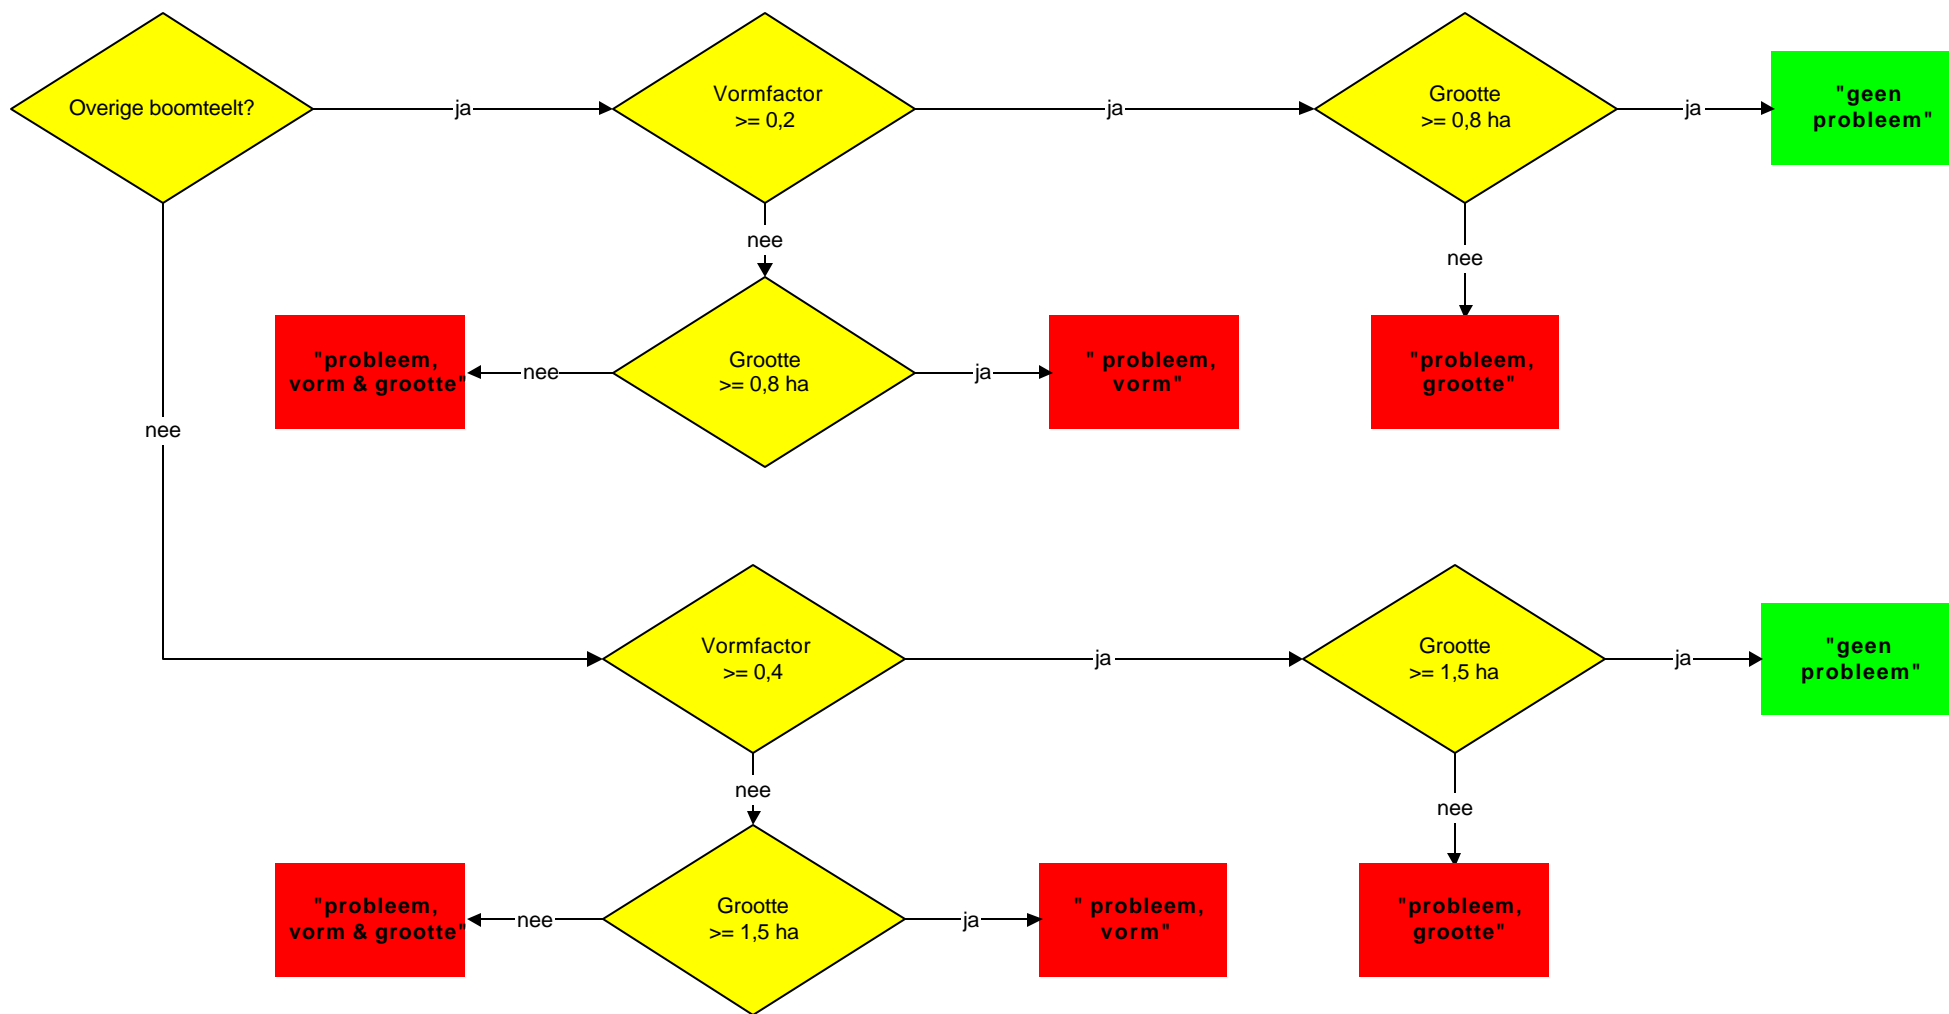 Overige boomteelt?
ja
Vormfactor
>= 0,2
ja
Grootte
>= 0,8 ha
ja
"geen
probleem"
nee
nee
"probleem,
vorm & grootte"
nee
Grootte
>= 0,8 ha
ja
" probleem,
vorm"
"probleem,
grootte"
nee
Vormfactor
>= 0,4
ja
Grootte
>= 1,5 ha
ja
"geen
probleem"
nee
nee
"probleem,
vorm & grootte"
nee
Grootte
>= 1,5 ha
ja
" probleem,
vorm"
"probleem,
grootte"